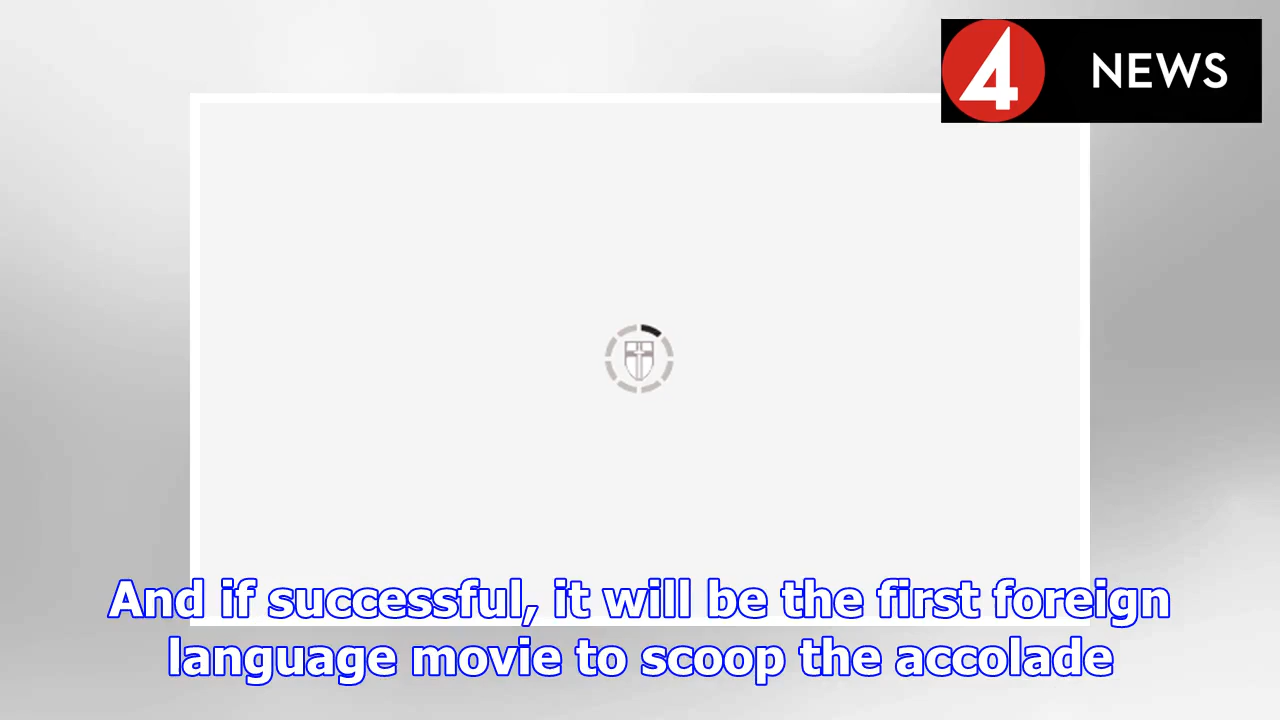 4 NEWS
And if successful, it will be the first foreign
language movie to scoop the accolade